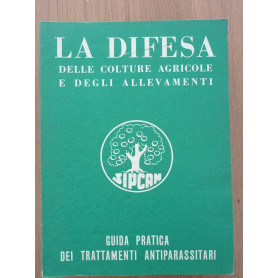 LA DIFESA
DELLE COLTURE AGRICOLE
E DEGLI ALLEVAMENTI
SIPCAM
GUIDA PRATICA
DEI TRATTAMENTI ANTIPARASSITARI